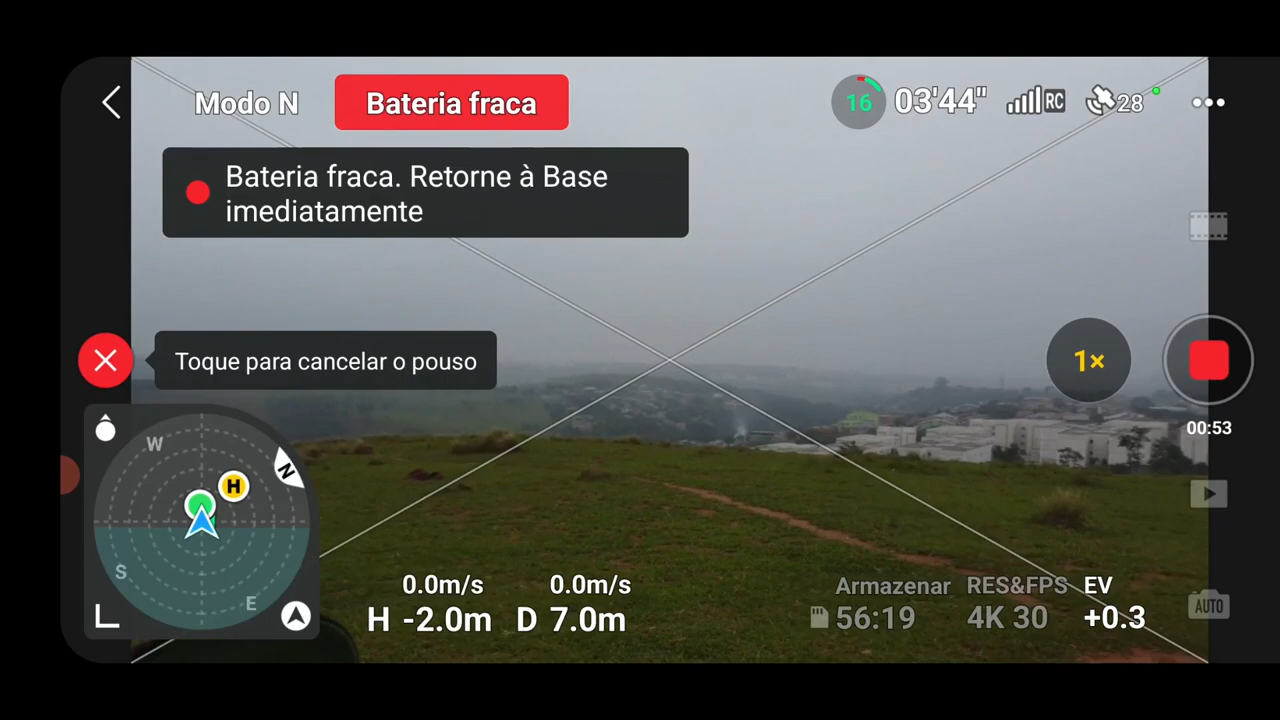 Modo N
Bateria fraca
16
03'44"
RC
28
Bateria fraca. Retorne à Base
imediatamente
Toque para cancelar o pouso
1×
00:53
W
N
H
S
E
0.0m/s
0.0m/s
H -2.0m
D 7.0m
Armazenar
RES&FPS
EV
56:19
4K 30
+0.3
AUTO